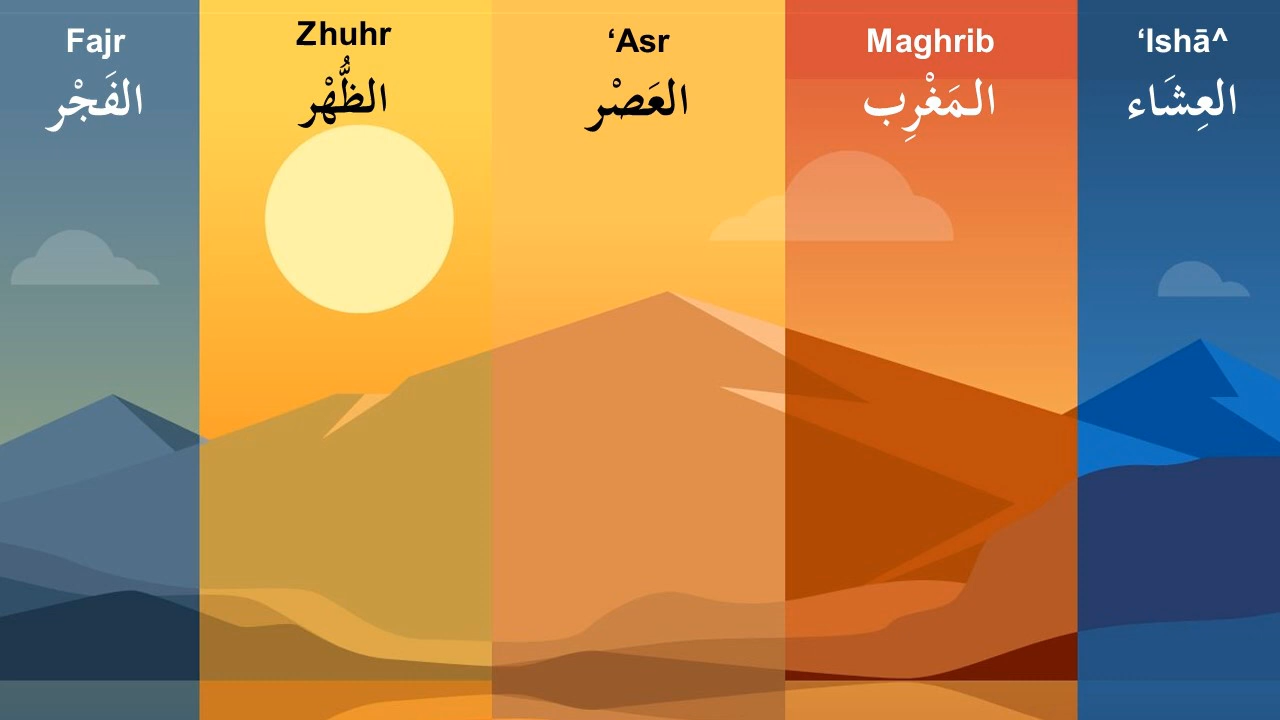 Fajr
الفَجْر
Zhuhr
الظُّهْر
‘Asr
العَصْر
Maghrib
المَغْرِب
‘Ishā^
العِشَاء